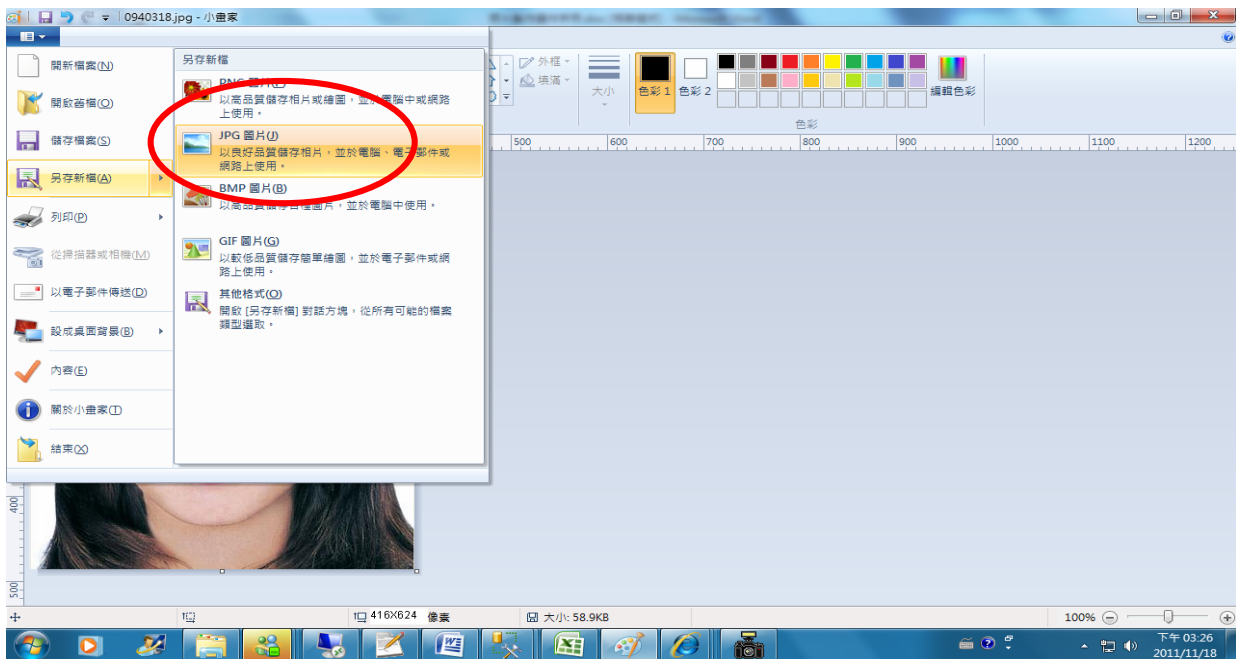 0940318.jpg - 小畫家
開新檔案(N)
開啟舊檔(O)
儲存檔案(S)
另存新檔(A)
列印(P)
從掃描器或相機(M)
以電子郵件傳送(D)
設成桌面背景(B)
內容(E)
關於小畫家(T)
結束(X)
另存新檔
PNG 圖片(P)
以高品質儲存相片或繪圖，並於電腦中或網路
上使用。
JPG 圖片(J)
以良好品質儲存相片，並於電腦、電子郵件或
網路上使用。
BMP 圖片(B)
以高品質儲存各種圖片，並於電腦中使用。
GIF 圖片(G)
以較低品質儲存簡單繪圖，並於電子郵件或網
路上使用。
其他格式(O)
開啟 [另存新檔] 對話方塊，從所有可能的檔案
類型選取。
外框
填滿
大小
色彩 1
色彩 2
編輯色彩
色彩
500 600 700 800 900 1000 1100 1200
400
500
416X624 像素
大小: 58.9KB
100%
下午 03:26
2011/11/18